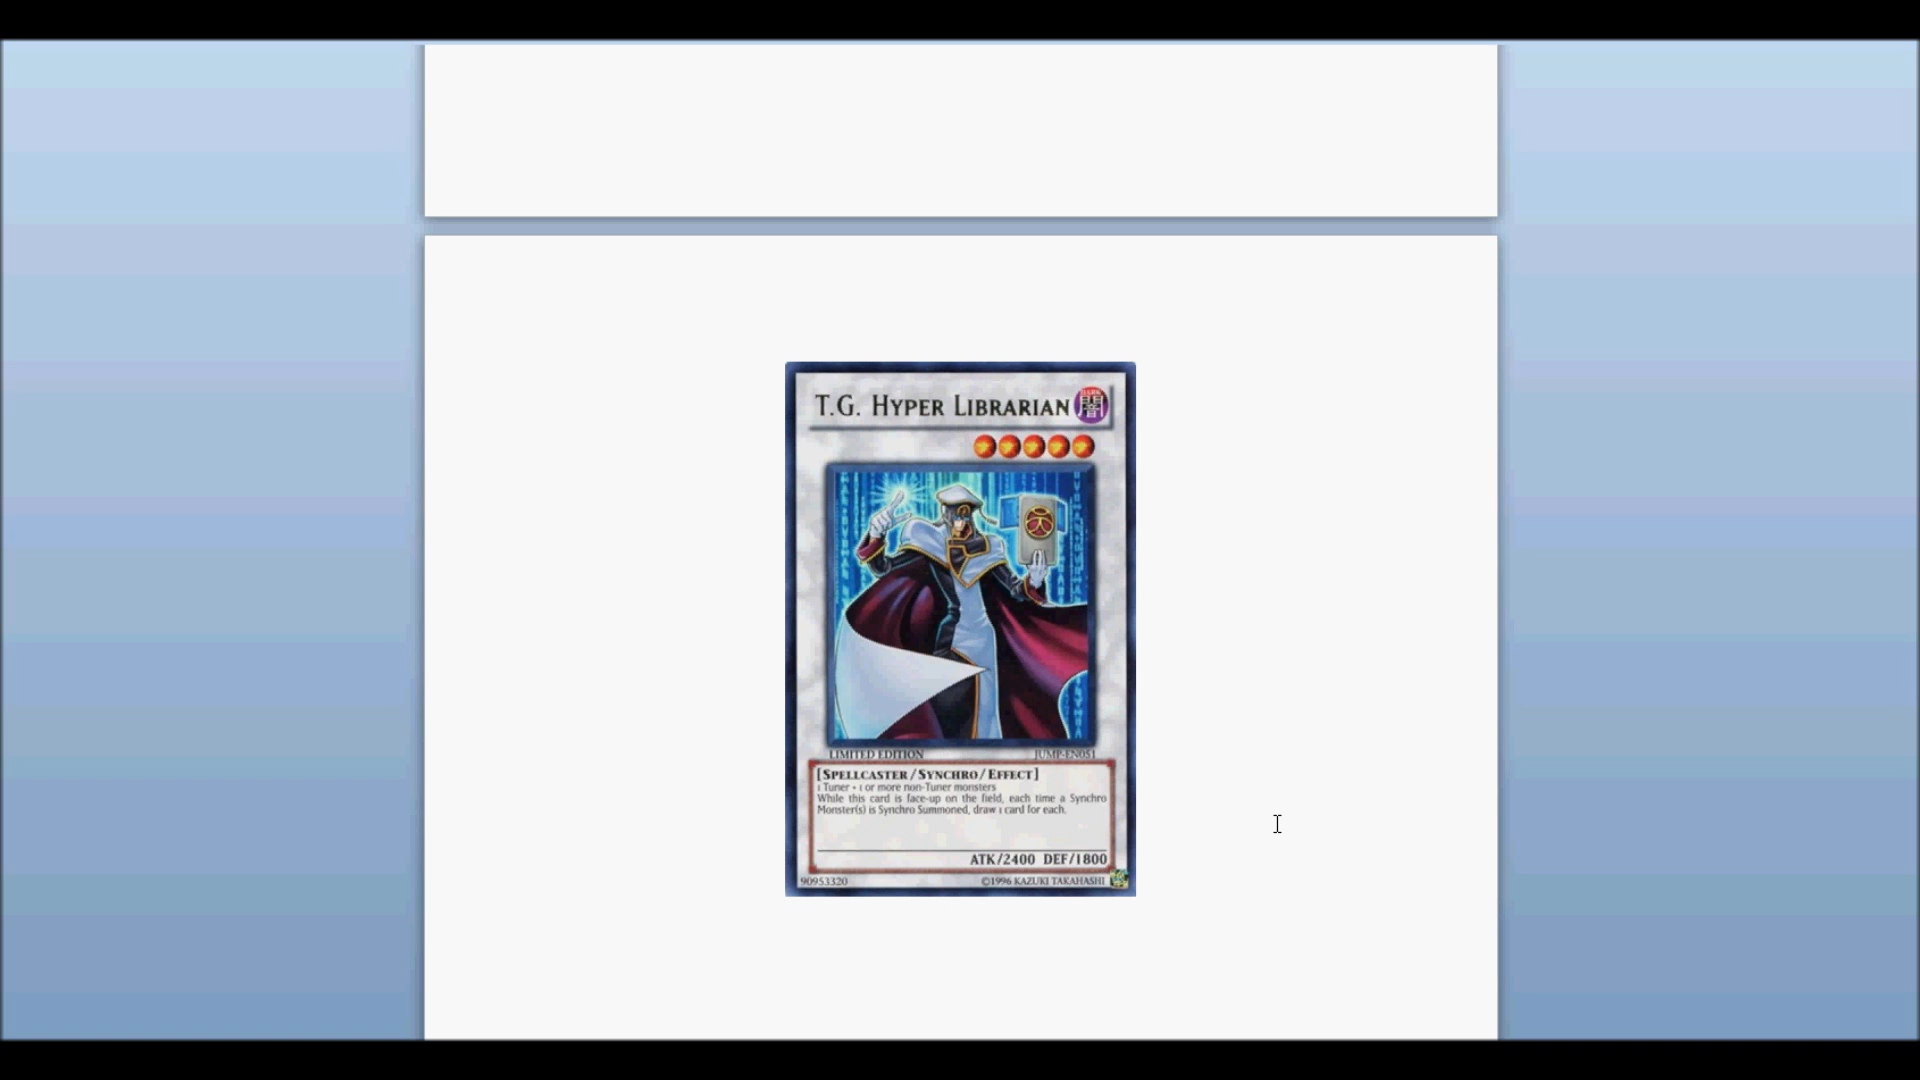 T.G. HYPER LIBRARIAN
DARK
闇
LIMITED EDITION JUMP-EN051
[SPELLCASTER/SYNCHRO/EFFECT]
1 Tuner + 1 or more non-Tuner monsters
While this card is face-up on the field, each time a Synchro
Monster(s) is Synchro Summoned, draw 1 card for each.
ATK/2400 DEF/1800
90953320 ©1996 KAZUKI TAKAHASHI